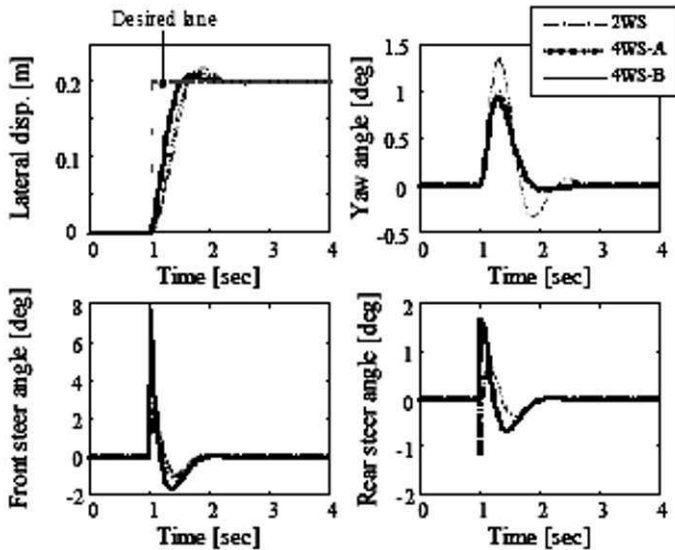 Desired lane
2WS
4WS-A
4WS-B
Lateral disp. [m]
0.2
0.1
0
0 1 2 3 4
Time [sec]
Yaw angle [deg]
1.5
1
0.5
0
-0.5
0 1 2 3 4
Time [sec]
Front steer angle [deg]
8
6
4
2
0
-2
0 1 2 3 4
Time [sec]
Rear steer angle [deg]
2
1
0
-1
-2
0 1 2 3 4
Time [sec]